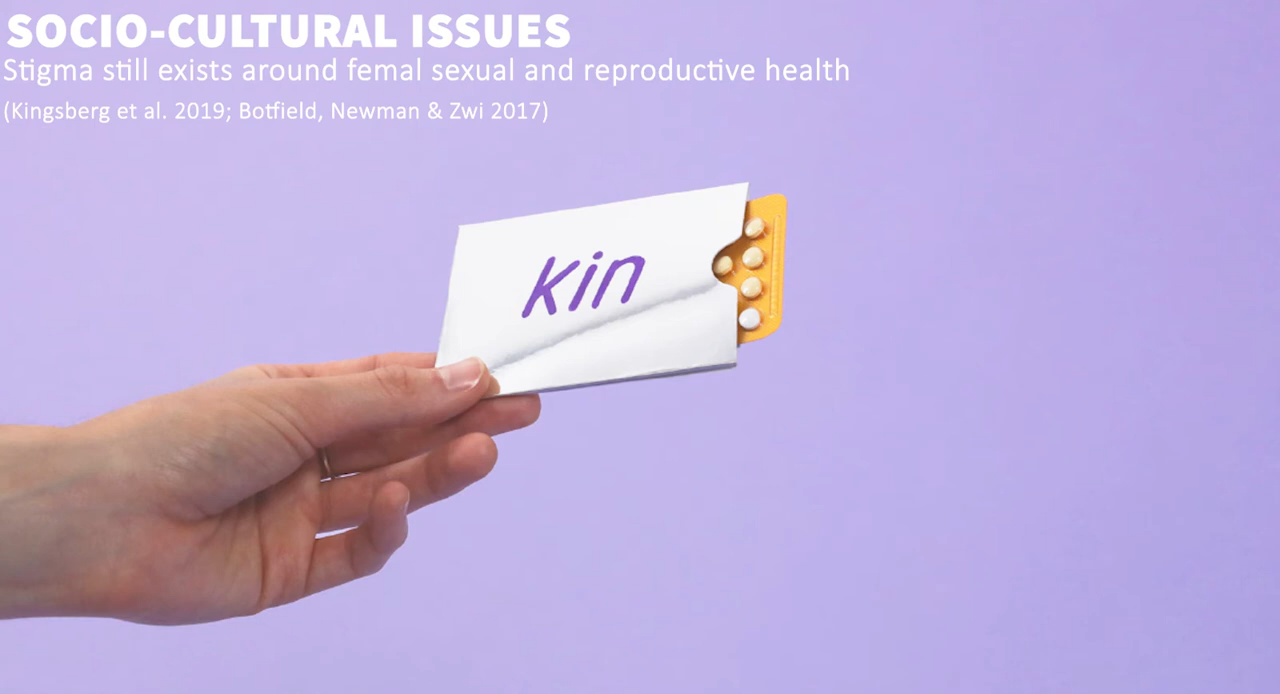 SOCIO-CULTURAL ISSUES
Stigma still exists around femal sexual and reproductive health
(Kingsberg et al. 2019; Botfield, Newman & Zwi 2017)
kin